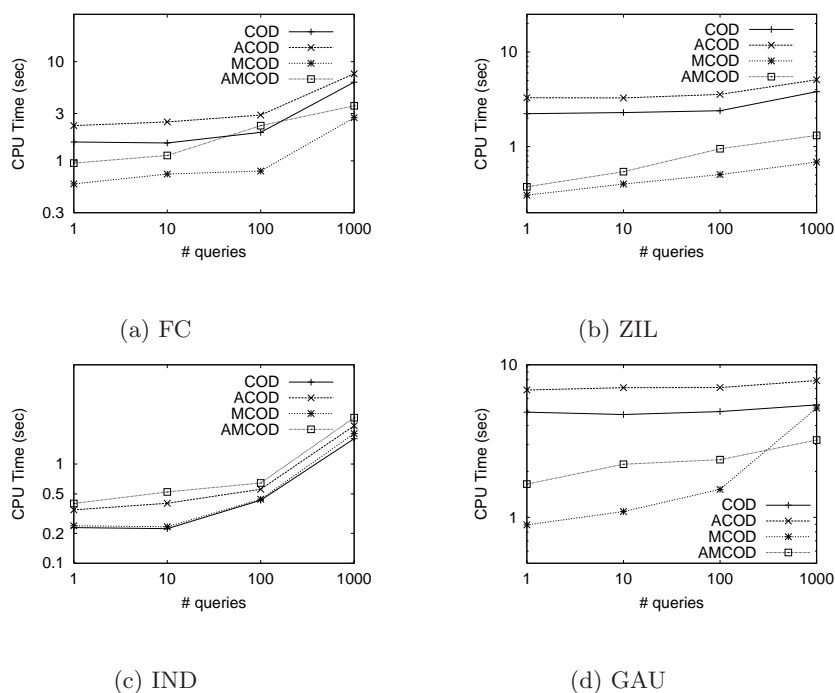 COD
ACOD
MCOD
AMCOD
10
3
1
0.3
CPU Time (sec)
1 10 100 1000
# queries
(a) FC
COD
ACOD
MCOD
AMCOD
10
1
CPU Time (sec)
1 10 100 1000
# queries
(b) ZIL
COD
ACOD
MCOD
AMCOD
1
0.5
0.2
0.1
CPU Time (sec)
1 10 100 1000
# queries
(c) IND
10
1
CPU Time (sec)
COD
ACOD
MCOD
AMCOD
1 10 100 1000
# queries
(d) GAU